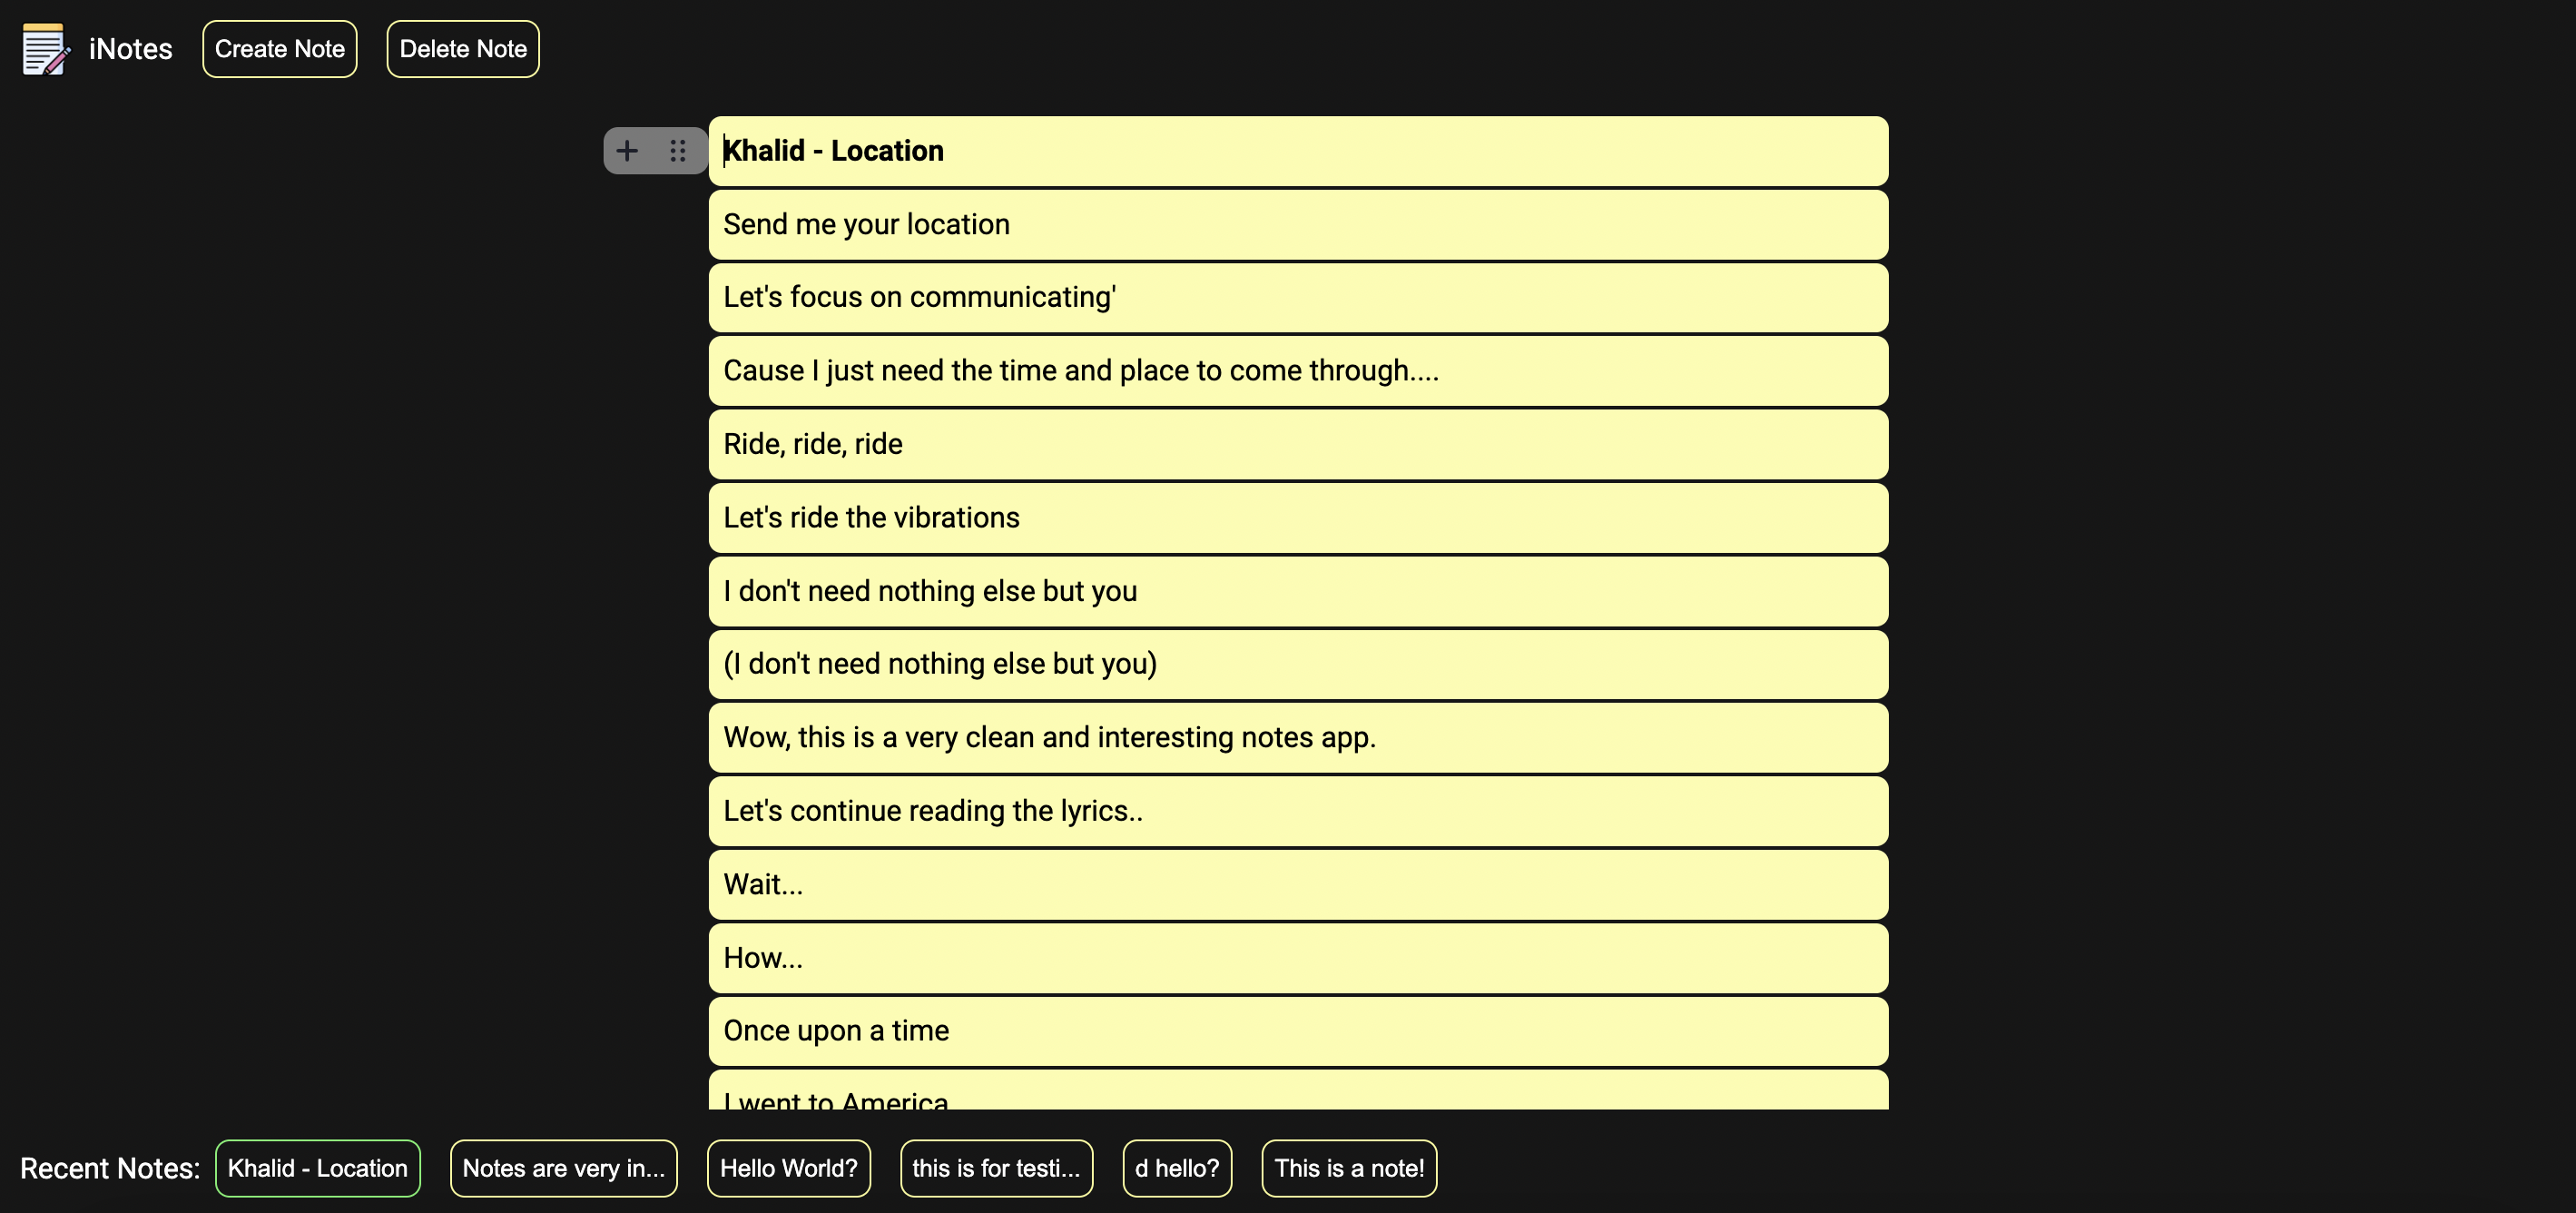 iNotes Create Note Delete Note
Khalid - Location
Send me your location
Let's focus on communicating'
Cause I just need the time and place to come through....
Ride, ride, ride
Let's ride the vibrations
I don't need nothing else but you
(I don't need nothing else but you)
Wow, this is a very clean and interesting notes app.
Let's continue reading the lyrics..
Wait...
How...
Once upon a time
I went to America
Recent Notes: Khalid - Location Notes are very in... Hello World? this is for testi... d hello? This is a note!